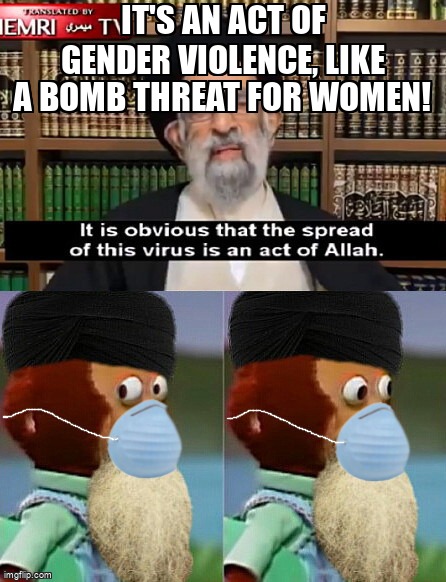 TRANSLATED BY
MEMRI ميمري TV
IT'S AN ACT OF
GENDER VIOLENCE, LIKE
A BOMB THREAT FOR WOMEN!
It is obvious that the spread
of this virus is an act of Allah.
imgflip.com